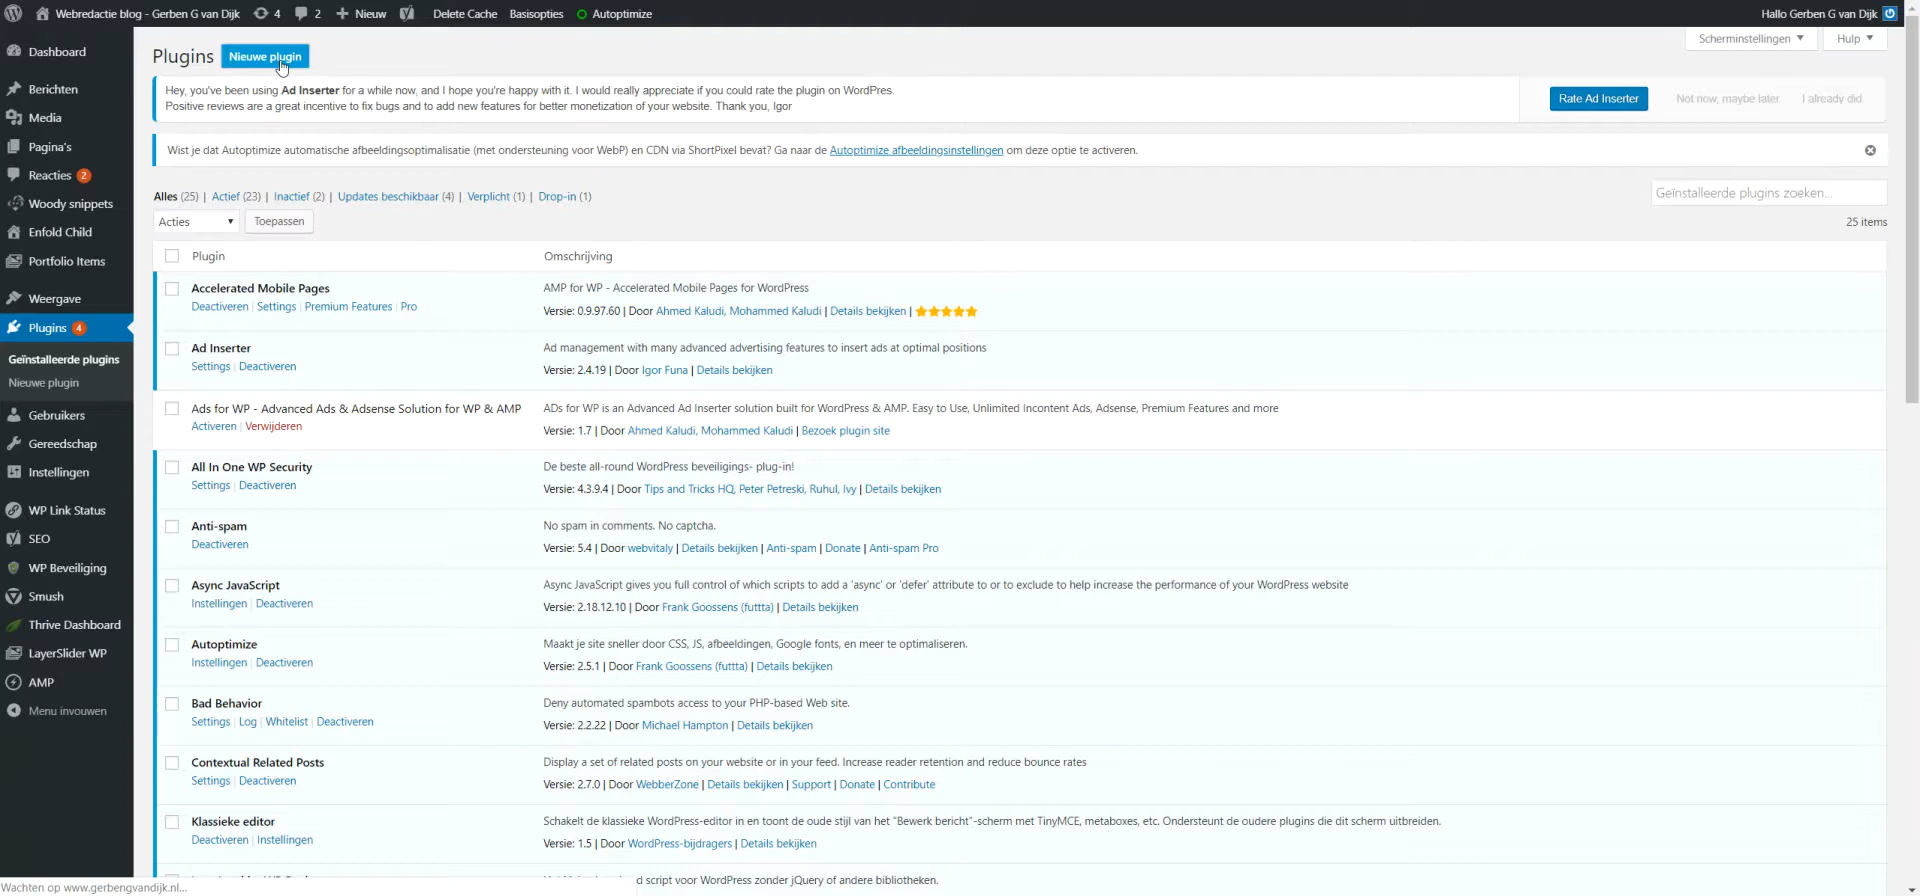 Webredactie blog - Gerben G van Dijk 4 2 Nieuw Delete Cache Basisopties Autoptimize Hallo Gerben G van Dijk
Scherminstellingen ▼ Hulp ▼
Plugins Nieuwe plugin
Hey, you've been using Ad Inserter for a while now, and I hope you're happy with it. I would really appreciate if you could rate the plugin on WordPres.
Positive reviews are a great incentive to fix bugs and to add new features for better monetization of your website. Thank you, Igor
Rate Ad Inserter Not now, maybe later. I already did.
Wist je dat Autoptimize automatische afbeeldingsoptimalisatie (met ondersteuning voor WebP) en CDN via ShortPixel bevat? Ga naar de Autoptimize afbeeldingsinstellingen om deze optie te activeren.
Alles (25) | Actief (23) | Inactief (2) | Updates beschikbaar (4) | Verplicht (1) | Drop-in (1)
Geïnstalleerde plugins zoeken...
Acties ▼ Toepassen
25 items
Dashboard
Berichten
Media
Pagina's
Reacties 2
Woody snippets
Enfold Child
Portfolio Items
Weergave
Plugins 4
Geïnstalleerde plugins
Nieuwe plugin
Gebruikers
Gereedschap
Instellingen
WP Link Status
SEO
WP Beveiliging
Smush
Thrive Dashboard
LayerSlider WP
AMP
Menu invouwen
Plugin Omschrijving
Accelerated Mobile Pages
Deactiveren | Settings | Premium Features | Pro
AMP for WP - Accelerated Mobile Pages for WordPress
Versie: 0.9.97.60 | Door Ahmed Kaludi, Mohammed Kaludi | Details bekijken |
Ad Inserter
Settings | Deactiveren
Ad management with many advanced advertising features to insert ads at optimal positions
Versie: 2.4.19 | Door Igor Funa | Details bekijken
Ads for WP - Advanced Ads & Adsense Solution for WP & AMP
Activeren | Verwijderen
ADs for WP is an Advanced Ad Inserter solution built for WordPress & AMP. Easy to Use, Unlimited Incontent Ads, Adsense, Premium Features and more
Versie: 1.7 | Door Ahmed Kaludi, Mohammed Kaludi | Bezoek plugin site
All In One WP Security
Settings | Deactiveren
De beste all-round WordPress beveiligings- plug-in!
Versie: 4.3.9.4 | Door Tips and Tricks HQ, Peter Petreski, Ruhul, Ivy | Details bekijken
Anti-spam
Deactiveren
No spam in comments. No captcha.
Versie: 5.4 | Door webvitaly | Details bekijken | Anti-spam | Donate | Anti-spam Pro
Async JavaScript
Instellingen | Deactiveren
Async JavaScript gives you full control of which scripts to add a 'async' or 'defer' attribute to or to exclude to help increase the performance of your WordPress website
Versie: 2.18.12.10 | Door Frank Goossens (futtta) | Details bekijken
Autoptimize
Instellingen | Deactiveren
Maakt je site sneller door CSS, JS, afbeeldingen, Google fonts, en meer te optimaliseren.
Versie: 2.5.1 | Door Frank Goossens (futtta) | Details bekijken
Bad Behavior
Settings | Log | Whitelist | Deactiveren
Deny automated spambots access to your PHP-based Web site.
Versie: 2.2.22 | Door Michael Hampton | Details bekijken
Contextual Related Posts
Settings | Deactiveren
Display a set of related posts on your website or in your feed. Increase reader retention and reduce bounce rates
Versie: 2.7.0 | Door WebberZone | Details bekijken | Support | Donate | Contribute
Klassieke editor
Deactiveren | Instellingen
Schakelt de klassieke WordPress-editor in en toont de oude stijl van het "Bewerk bericht"-scherm met TinyMCE, metaboxes, etc. Ondersteunt de oudere plugins die dit scherm uitbreiden.
Versie: 1.5 | Door WordPress-bijdragers | Details bekijken
d script voor WordPress zonder jQuery of andere bibliotheken.
Wachten op www.gerbengvandijk.nl...